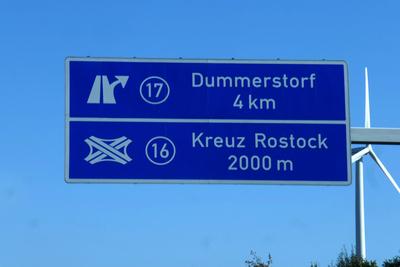 17 Dummerstorf
4 km
16 Kreuz Rostock
2000 m